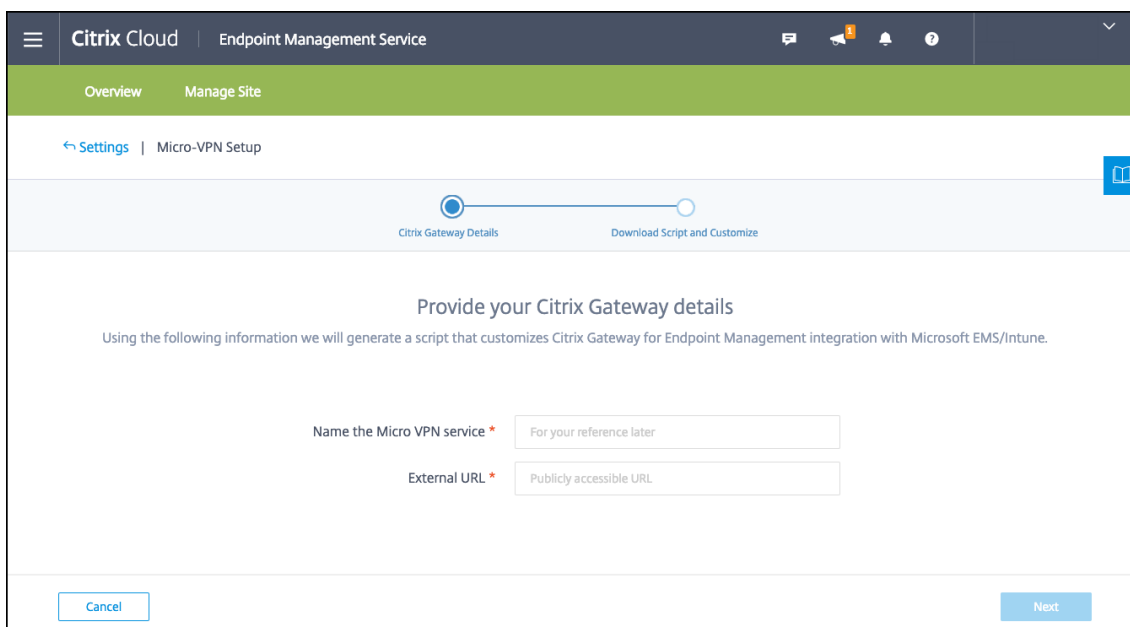 Citrix Cloud | Endpoint Management Service
1
?
Overview Manage Site
Settings | Micro-VPN Setup
Citrix Gateway Details Download Script and Customize
Provide your Citrix Gateway details
Using the following information we will generate a script that customizes Citrix Gateway for Endpoint Management integration with Microsoft EMS/Intune.
Name the Micro VPN service * For your reference later
External URL * Publicly accessible URL
Cancel Next